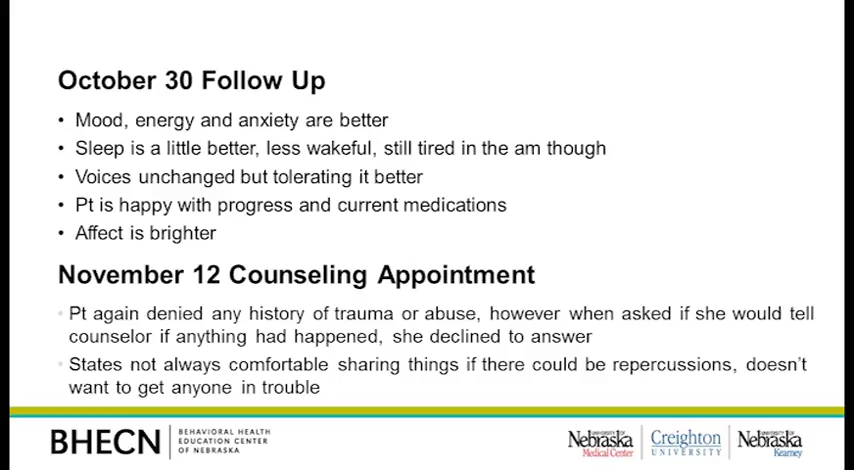 October 30 Follow Up
• Mood, energy and anxiety are better
• Sleep is a little better, less wakeful, still tired in the am though
• Voices unchanged but tolerating it better
• Pt is happy with progress and current medications
• Affect is brighter
November 12 Counseling Appointment
• Pt again denied any history of trauma or abuse, however when asked if she would tell
counselor if anything had happened, she declined to answer
• States not always comfortable sharing things if there could be repercussions, doesn't
want to get anyone in trouble
BHECN
BEHAVIORAL HEALTH
EDUCATION CENTER
OF NEBRASKA
Nebraska
Medical Center
Creighton
UNIVERSITY
Nebraska
Kearney